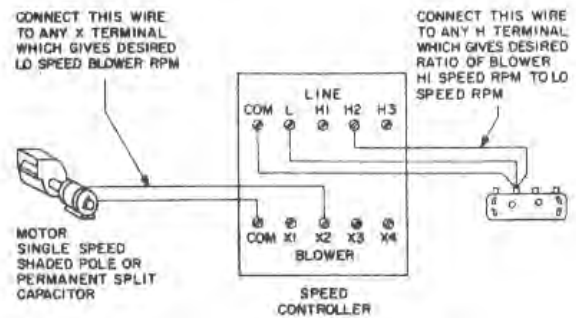 CONNECT THIS WIRE
TO ANY X TERMINAL
WHICH GIVES DESIRED
LO SPEED BLOWER RPM
CONNECT THIS WIRE
TO ANY H TERMINAL
WHICH GIVES DESIRED
RATIO OF BLOWER
HI SPEED RPM TO LO
SPEED RPM
LINE
COM L H1 H2 H3
COM X1 X2 X3 X4
BLOWER
MOTOR
SINGLE SPEED
SHADED POLE OR
PERMANENT SPLIT
CAPACITOR
SPEED
CONTROLLER